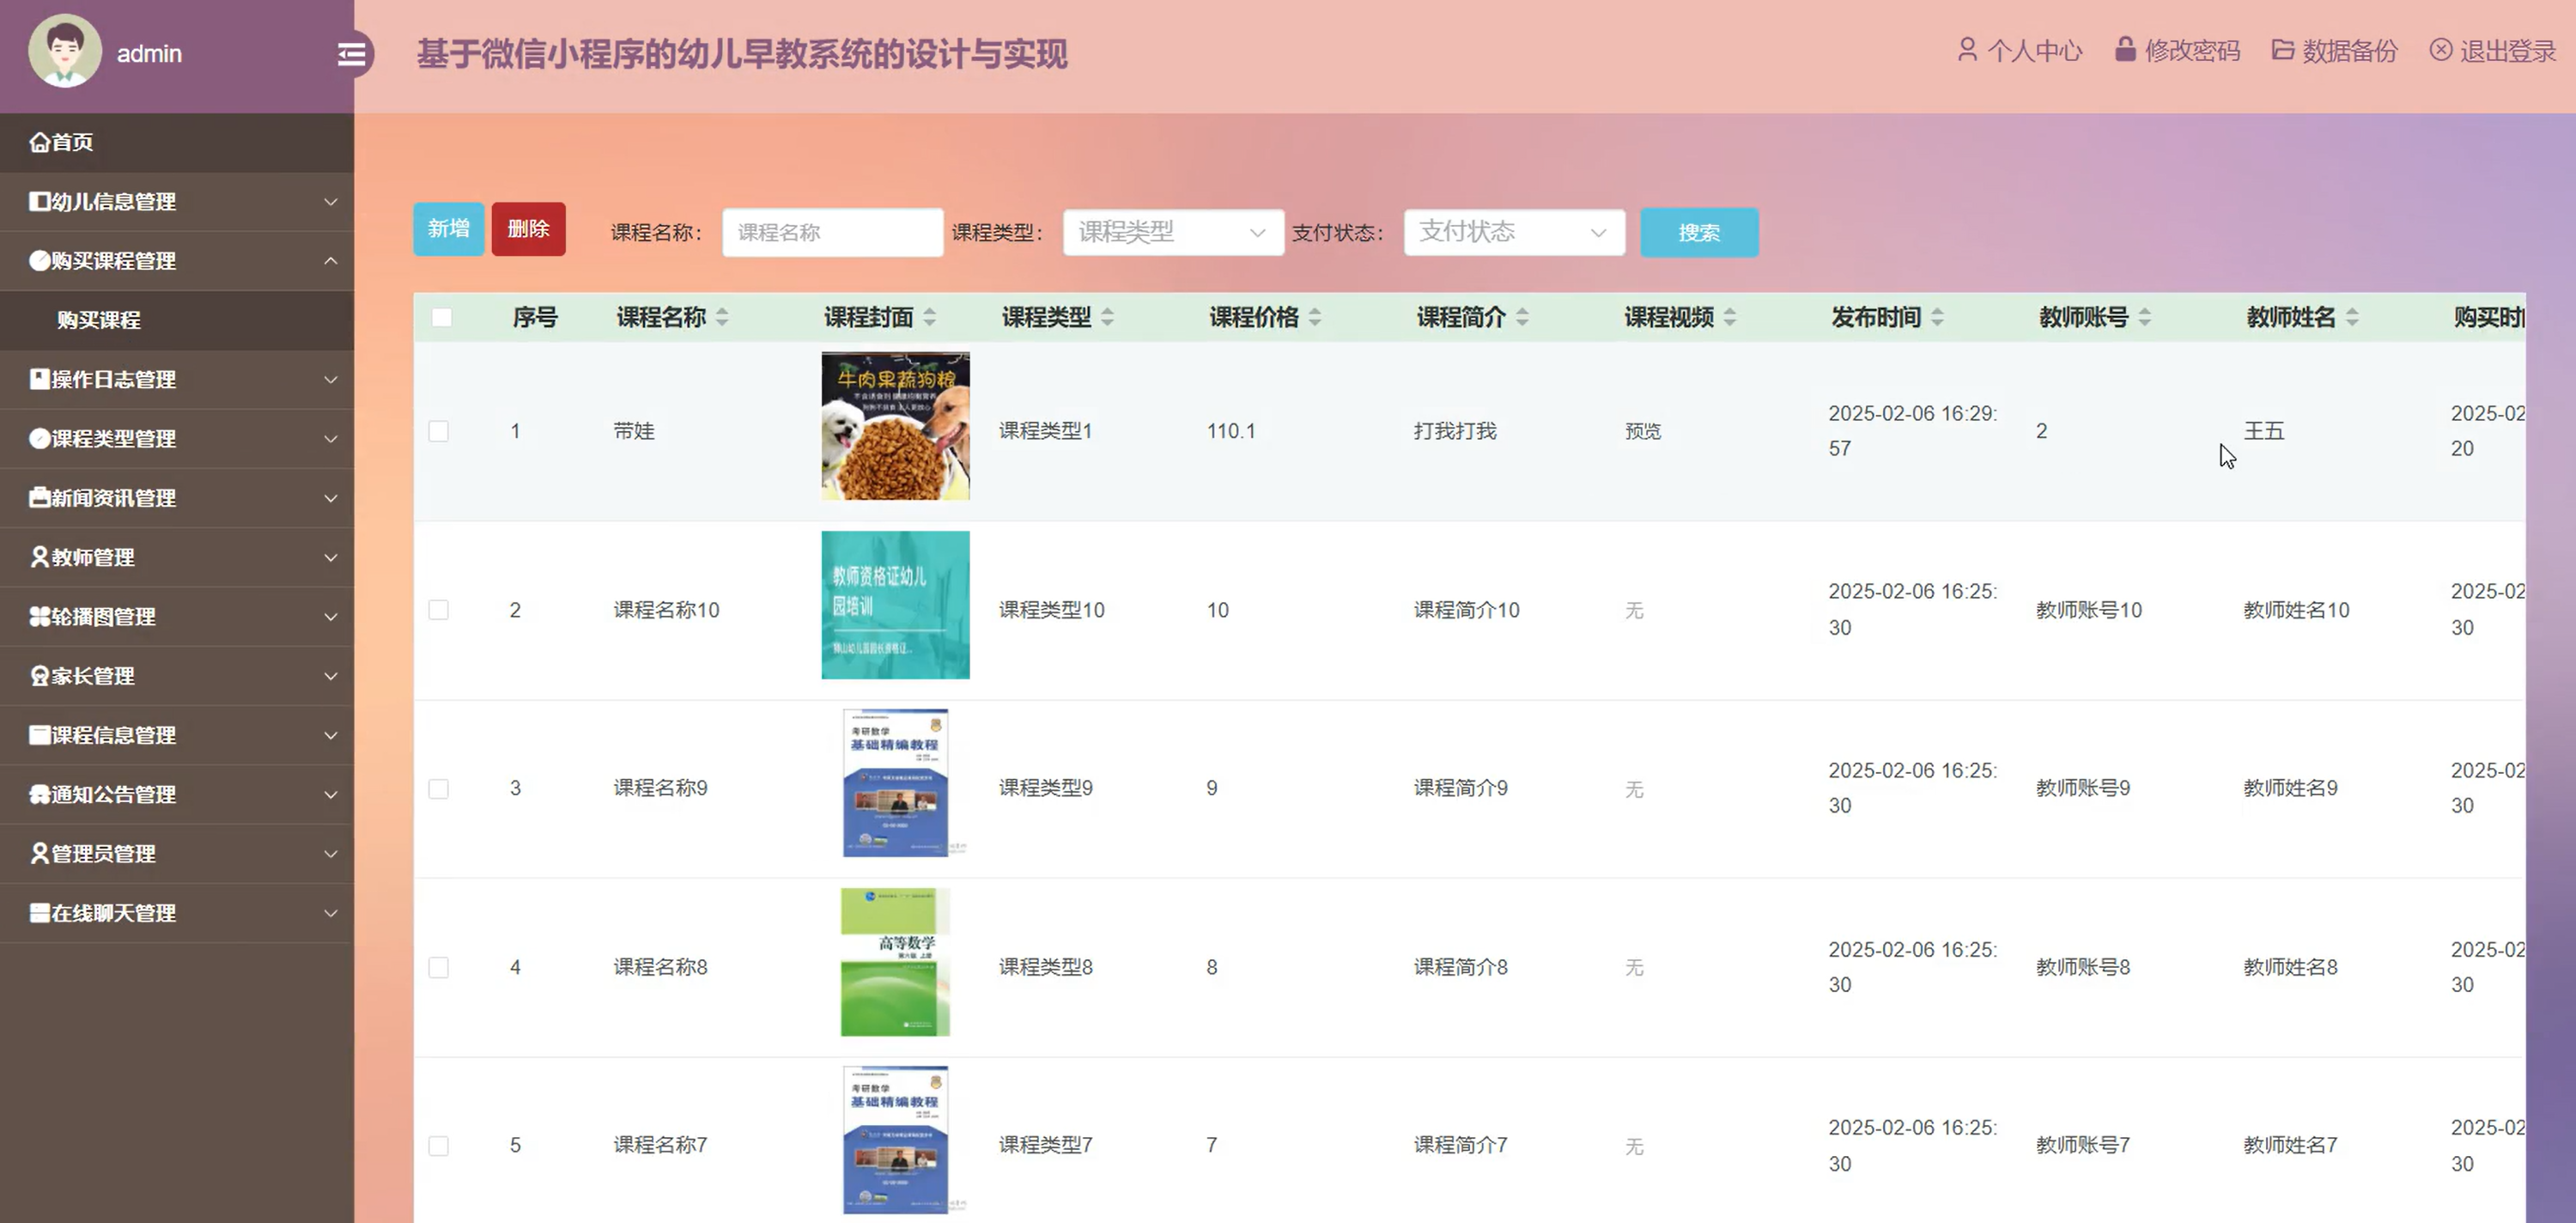 admin
基于微信小程序的幼儿早教系统的设计与实现
个人中心 修改密码 数据备份 退出登录
首页
幼儿信息管理
购买课程管理
购买课程
操作日志管理
课程类型管理
新闻资讯管理
教师管理
轮播图管理
家长管理
课程信息管理
通知公告管理
管理员管理
在线聊天管理
新增 删除 课程名称: 课程名称 课程类型: 课程类型 支付状态: 支付状态 搜索
序号 课程名称 课程封面 课程类型 课程价格 课程简介 课程视频 发布时间 教师账号 教师姓名 购买时
牛肉果蔬狗粮
1 带娃 课程类型1 110.1 打我打我 预览 2025-02-06 16:29:57 2 王五 2025-02 20
教师资格证幼儿
园培训
2 课程名称10 课程类型10 10 课程简介10 无 2025-02-06 16:25:30 教师账号10 教师姓名10 2025-02 30
考研数学
基础精编教程
3 课程名称9 课程类型9 9 课程简介9 无 2025-02-06 16:25:30 教师账号9 教师姓名9 2025-02 30
高等数学
第六版 上册
4 课程名称8 课程类型8 8 课程简介8 无 2025-02-06 16:25:30 教师账号8 教师姓名8 2025-02 30
考研数学
基础精编教程
5 课程名称7 课程类型7 7 课程简介7 无 2025-02-06 16:25:30 教师账号7 教师姓名7 2025-02 30